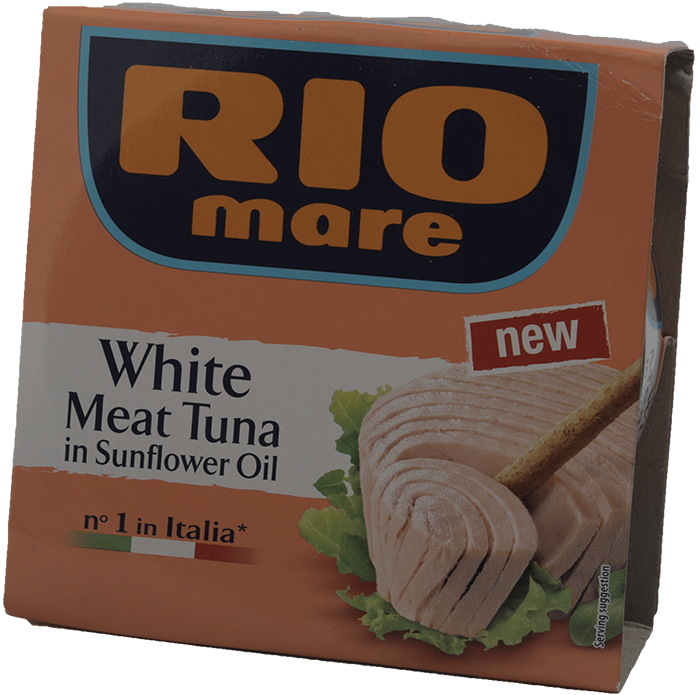 RIO
mare
new
White
Meat Tuna
in Sunflower Oil
n° 1 in Italia*
Serving suggestion